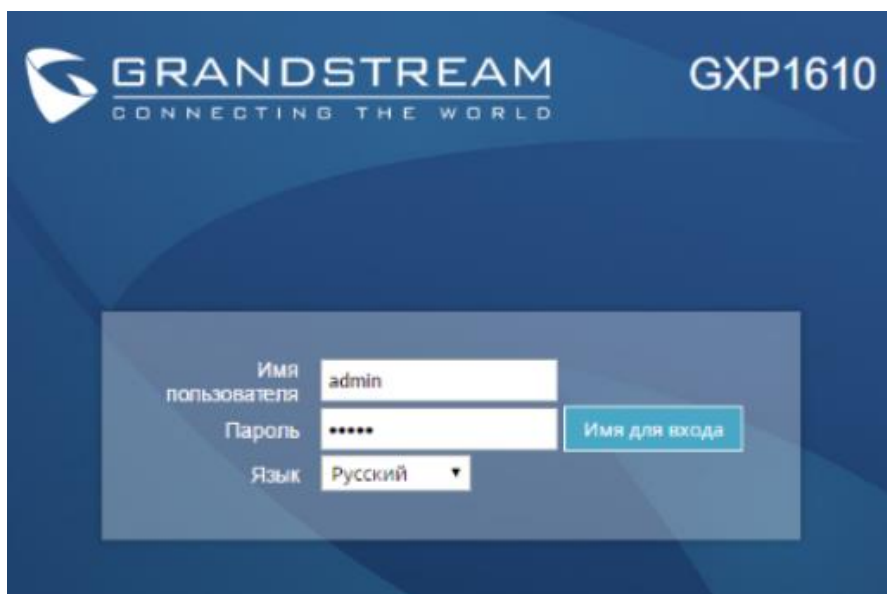 GRANDSTREAM
CONNECTING THE WORLD
GXP1610
Имя
пользователя
admin
Пароль
•••••
Имя для входа
Язык
Русский